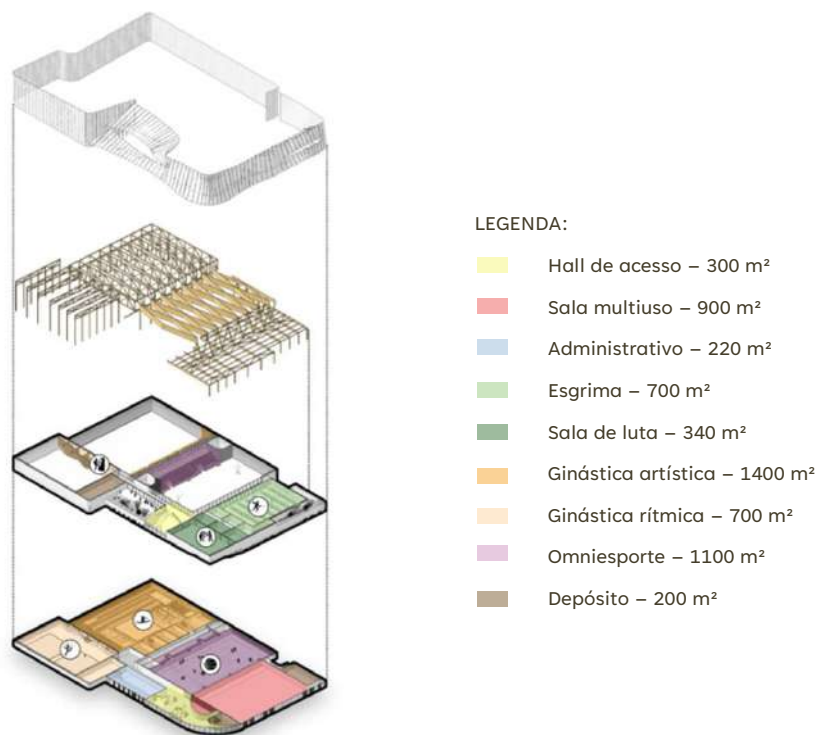 LEGENDA:
Hall de acesso – 300 m²
Sala multiuso – 900 m²
Administrativo – 220 m²
Esgrima – 700 m²
Sala de luta – 340 m²
Ginástica artística – 1400 m²
Ginástica rítmica – 700 m²
Omniesporte – 1100 m²
Depósito – 200 m²